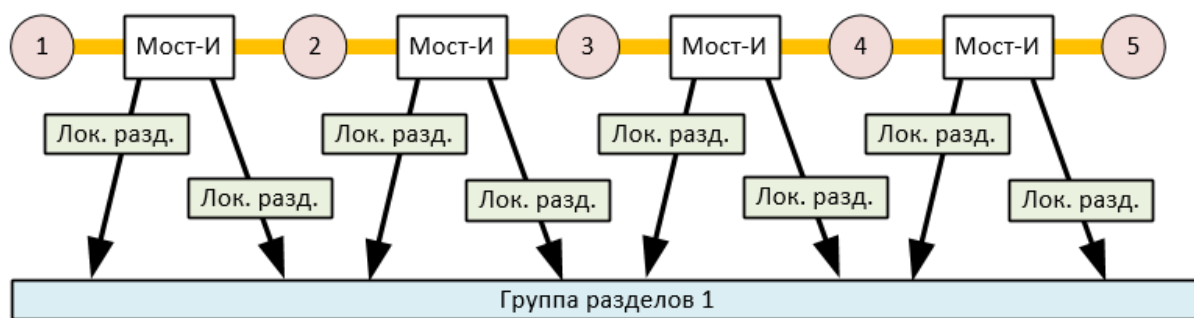 1
Мост-И
2
Мост-И
3
Мост-И
4
Мост-И
5
Лок. разд.
Лок. разд.
Лок. разд.
Лок. разд.
Лок. разд.
Лок. разд.
Лок. разд.
Лок. разд.
Группа разделов 1